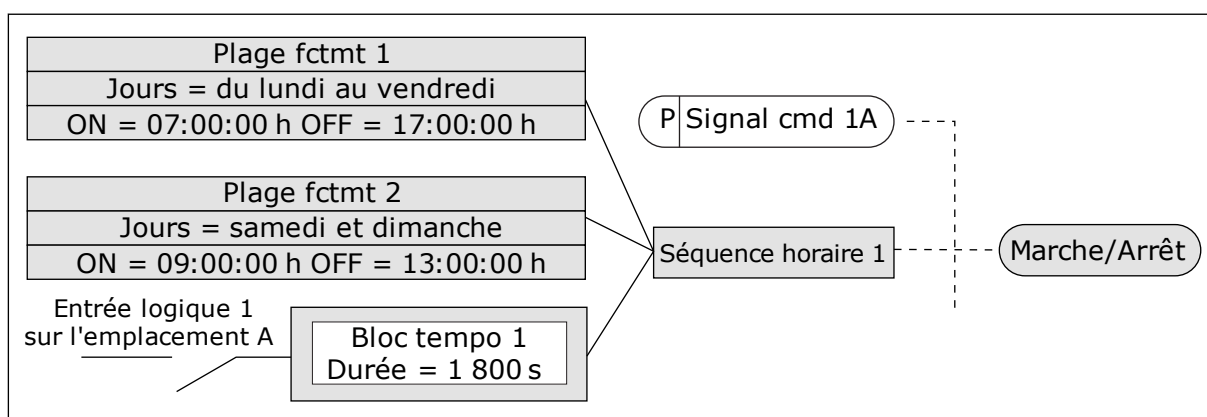 Plage fctmt 1
Jours = du lundi au vendredi
ON = 07:00:00 h OFF = 17:00:00 h
P Signal cmd 1A
Plage fctmt 2
Jours = samedi et dimanche
ON = 09:00:00 h OFF = 13:00:00 h
Séquence horaire 1
Marche/Arrêt
Entrée logique 1
sur l'emplacement A
Bloc tempo 1
Durée = 1 800 s